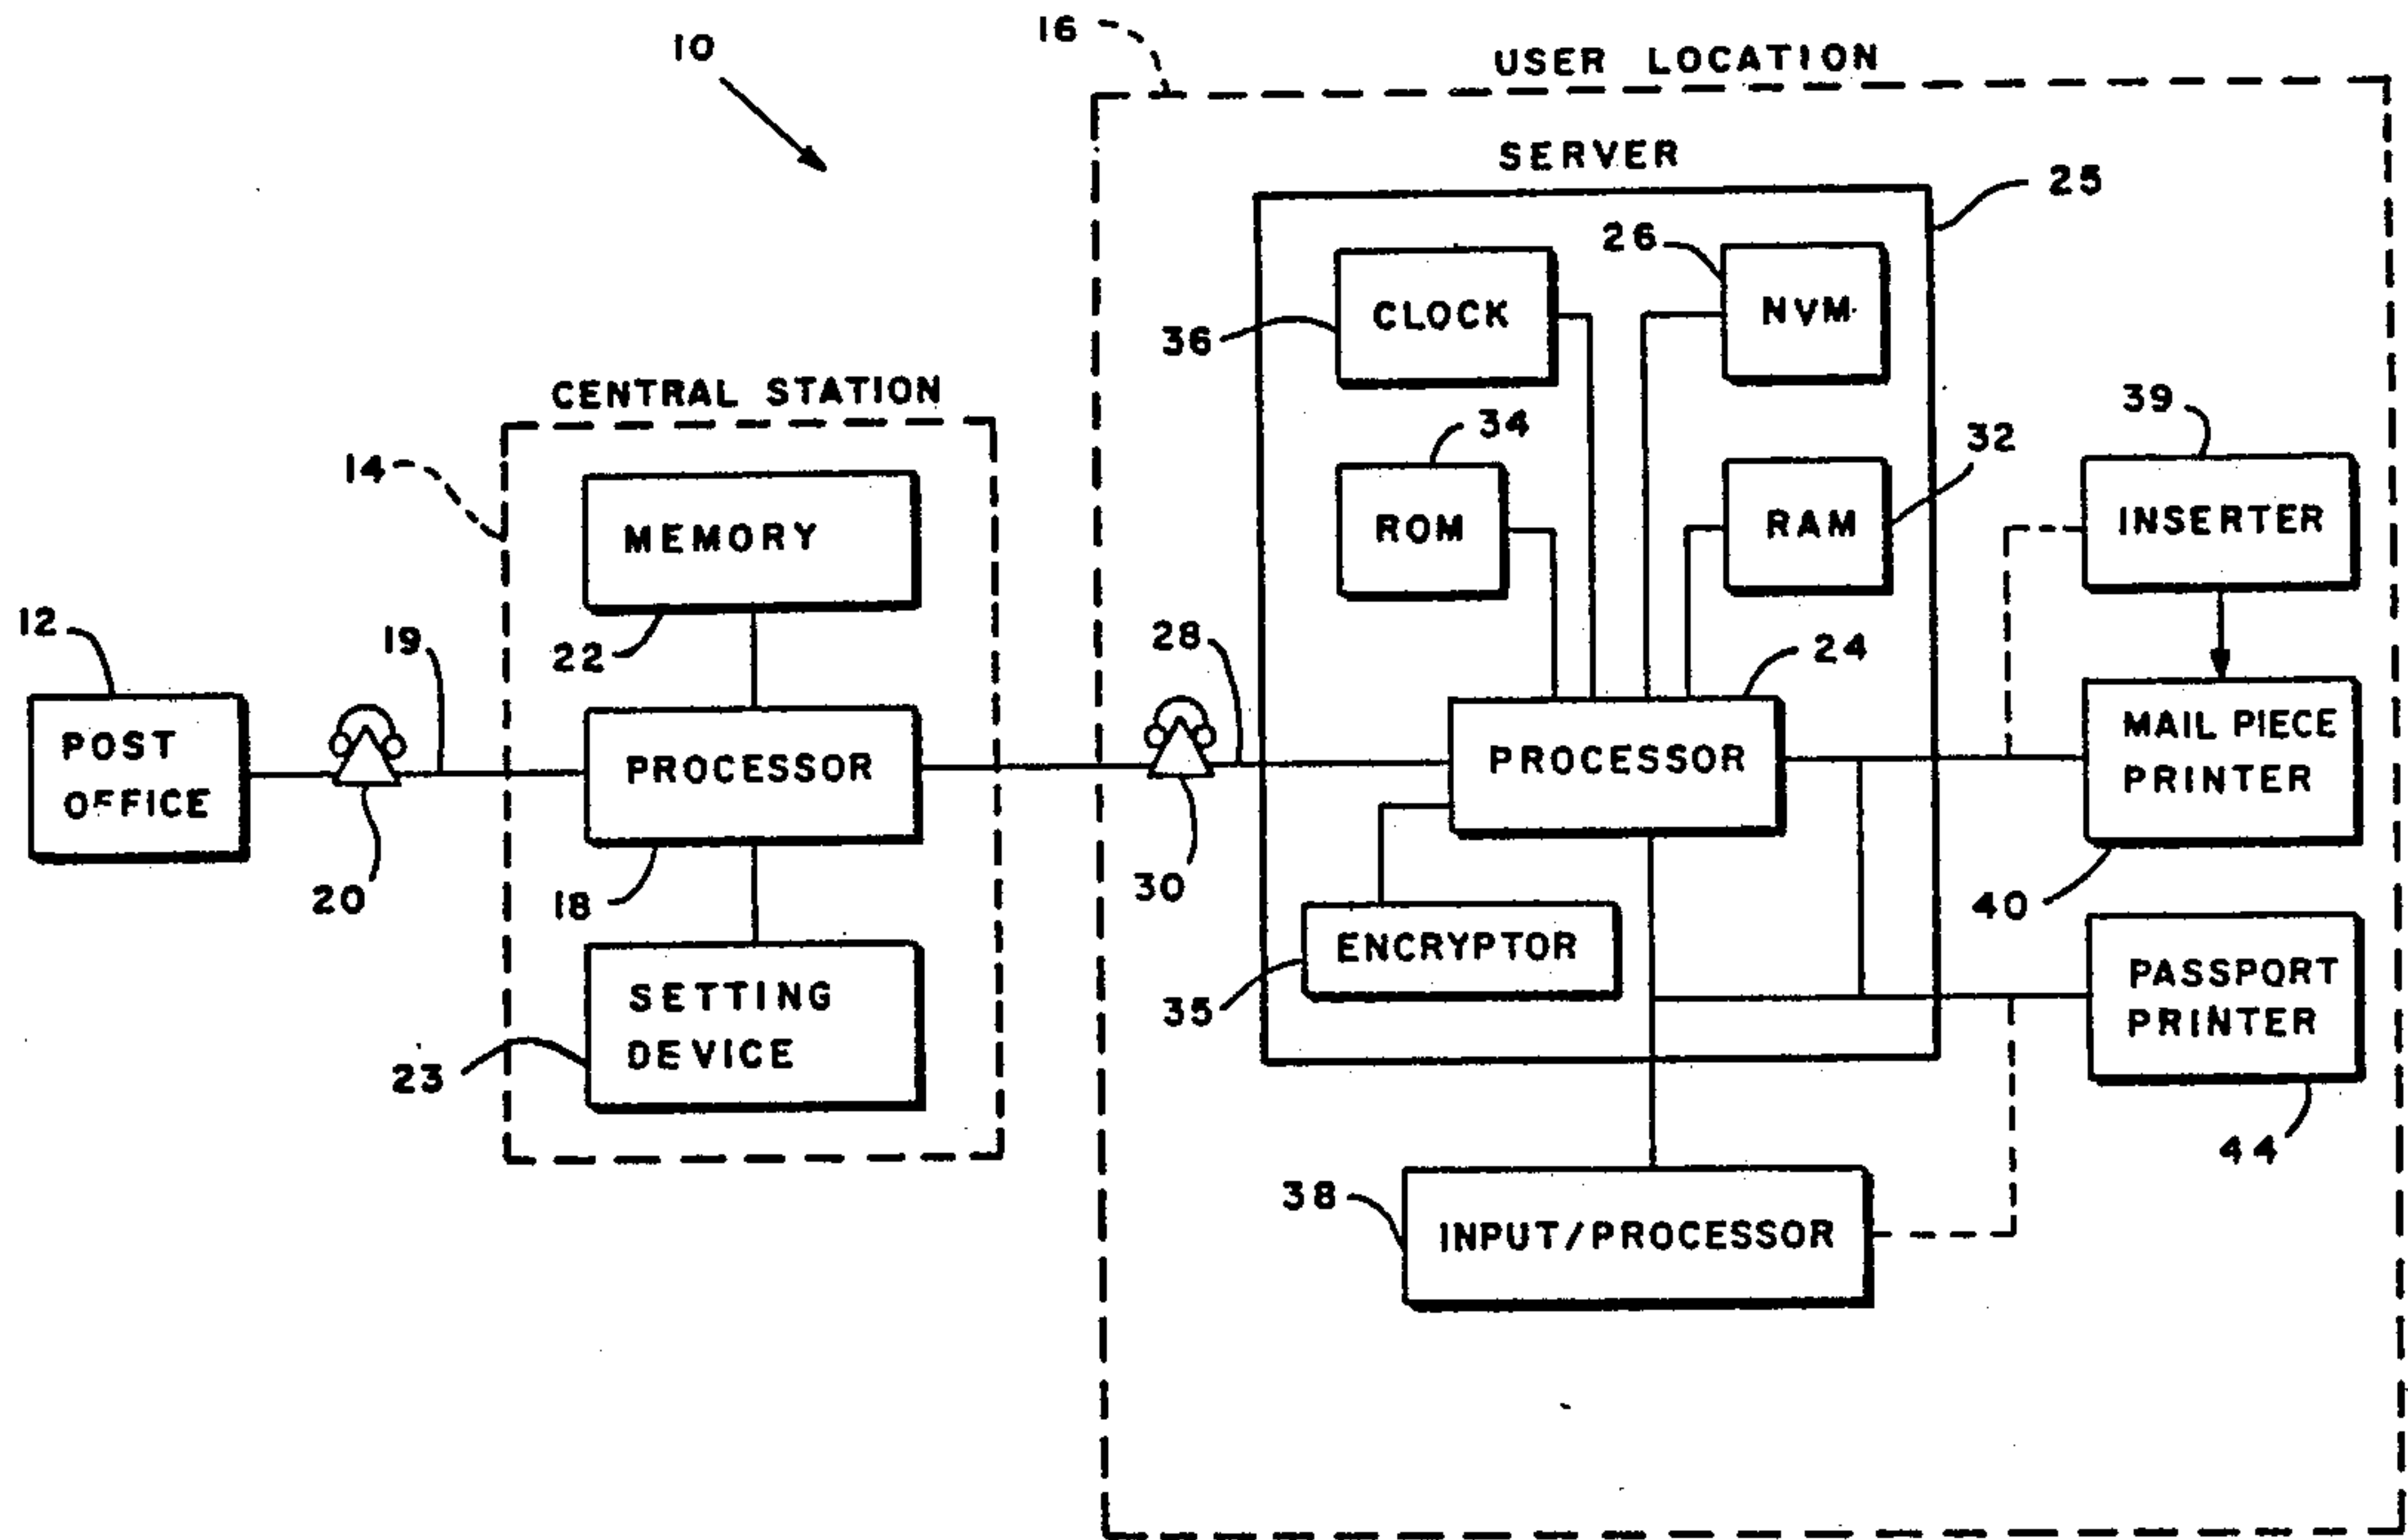 10
16
USER LOCATION
SERVER
25
26
CLOCK
NVM
36
CENTRAL STATION
39
34
32
14
MEMORY
ROM
RAM
INSERTER
12
19
22
28
24
POST
OFFICE
PROCESSOR
PROCESSOR
MAIL PIECE
PRINTER
20
18
30
40
ENCRYPTOR
35
PASSPORT
PRINTER
SETTING
DEVICE
23
44
38
INPUT/PROCESSOR